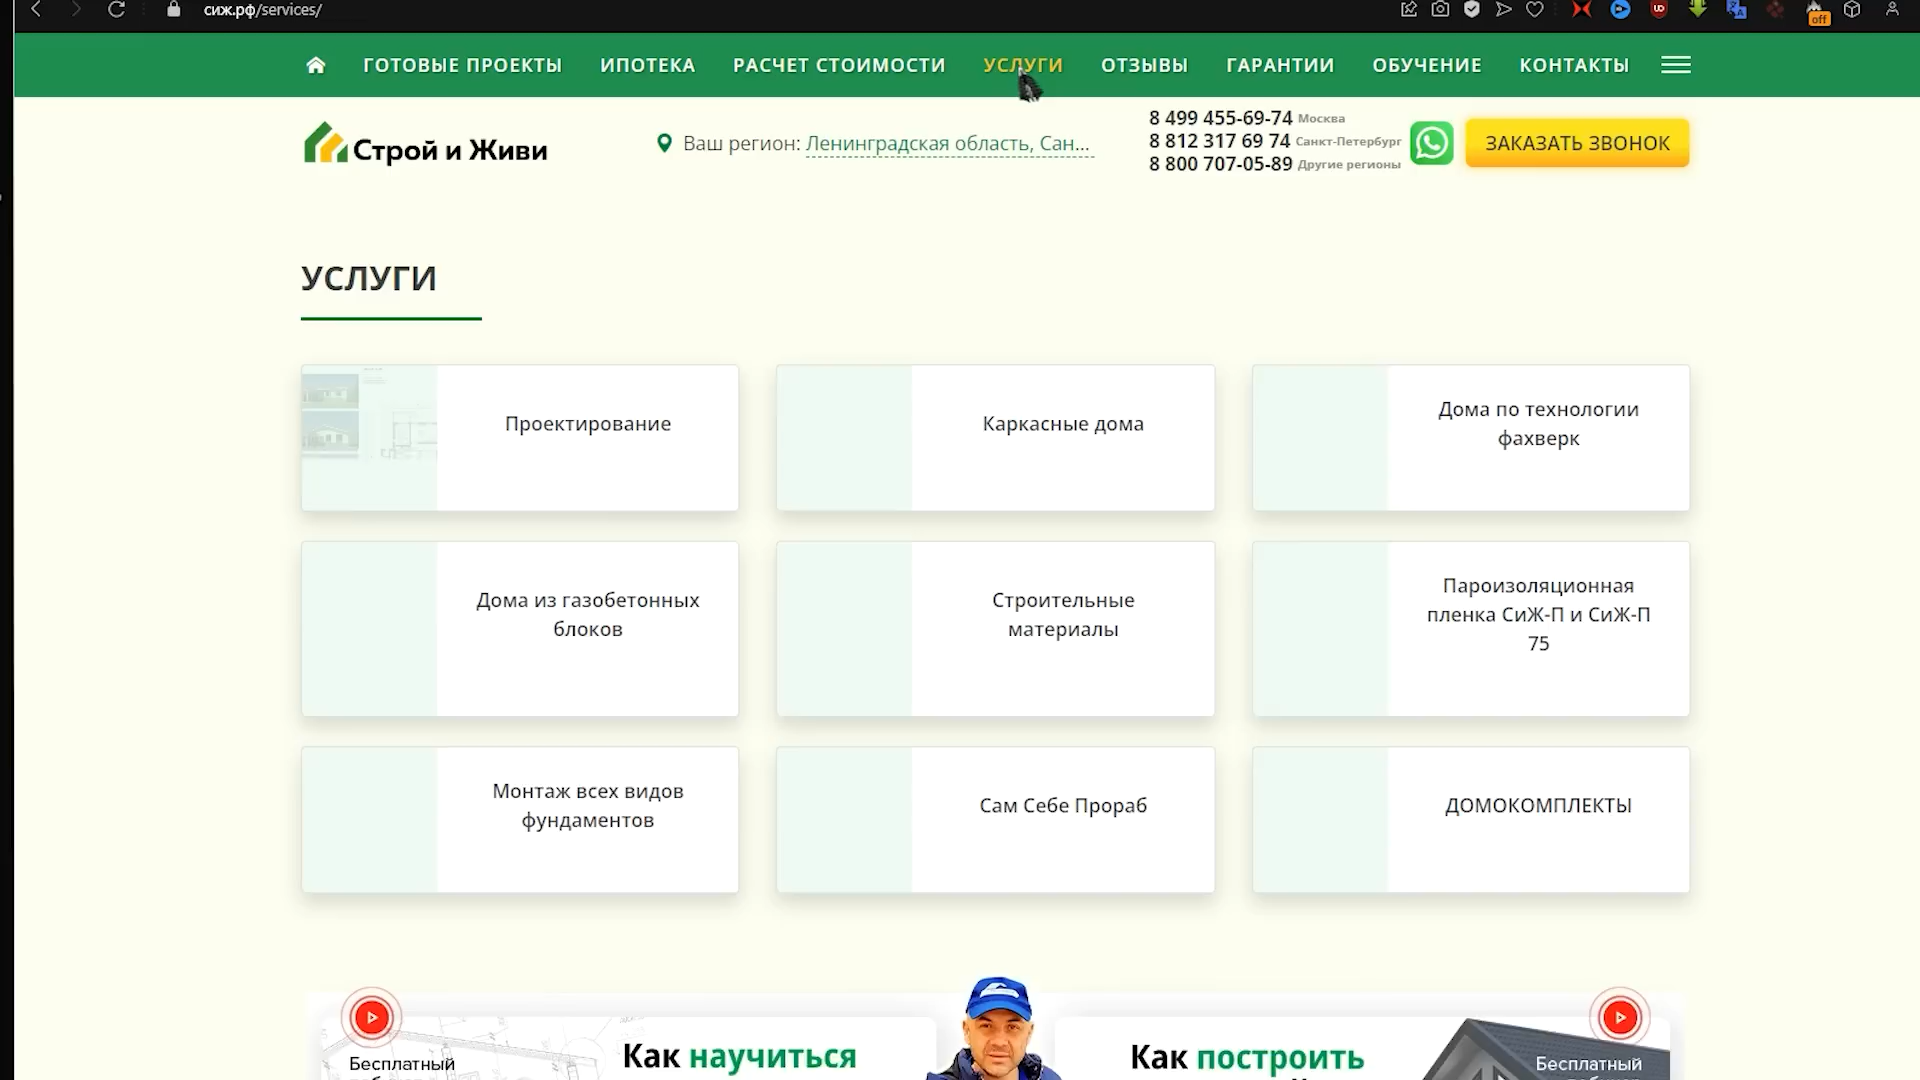 сиж.рф/services/
off
ГОТОВЫЕ ПРОЕКТЫ ИПОТЕКА РАСЧЕТ СТОИМОСТИ УСЛУГИ ОТЗЫВЫ ГАРАНТИИ ОБУЧЕНИЕ КОНТАКТЫ
Строй и Живи
Ваш регион: Ленинградская область, Сан...
8 499 455-69-74 Москва
8 812 317 69 74 Санкт-Петербург
8 800 707-05-89 Другие регионы
ЗАКАЗАТЬ ЗВОНОК
УСЛУГИ
Проектирование
Каркасные дома
Дома по технологии
фахверк
Дома из газобетонных
блоков
Строительные
материалы
Пароизоляционная
пленка СиЖ-П и СиЖ-П
75
Монтаж всех видов
фундаментов
Сам Себе Прораб
ДОМОКОМПЛЕКТЫ
Бесплатный
Как научиться
Как построить
Бесплатный